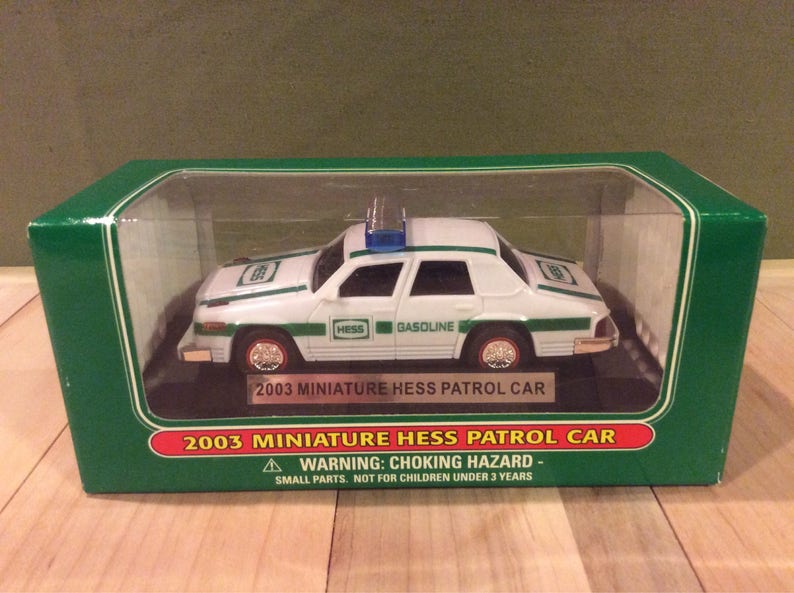 HESS
HESS
HESS GASOLINE
2003 MINIATURE HESS PATROL CAR
2003 MINIATURE HESS PATROL CAR
⚠ WARNING: CHOKING HAZARD -
SMALL PARTS. NOT FOR CHILDREN UNDER 3 YEARS